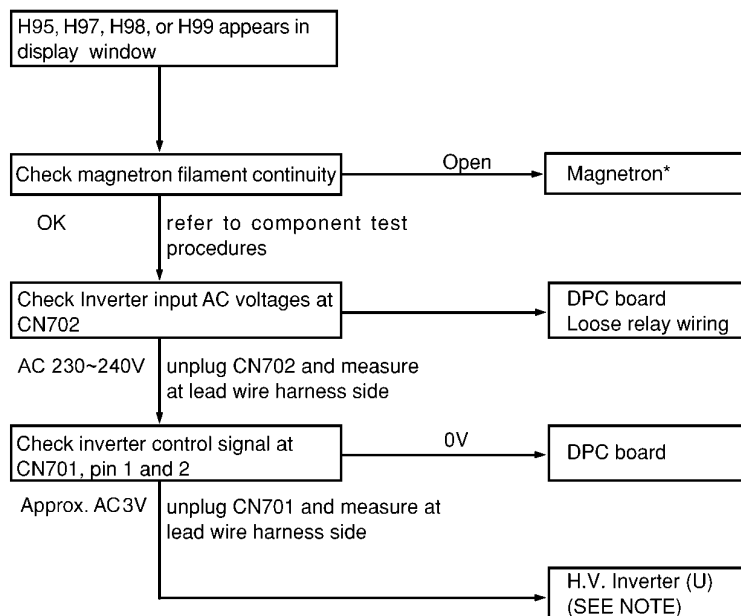 H95, H97, H98, or H99 appears in
display window
Check magnetron filament continuity
Open
Magnetron*
OK
refer to component test
procedures
Check Inverter input AC voltages at
CN702
DPC board
Loose relay wiring
AC 230~240V
unplug CN702 and measure
at lead wire harness side
Check inverter control signal at
CN701, pin 1 and 2
0V
DPC board
Approx. AC3V
unplug CN701 and measure at
lead wire harness side
H.V. Inverter (U)
(SEE NOTE)